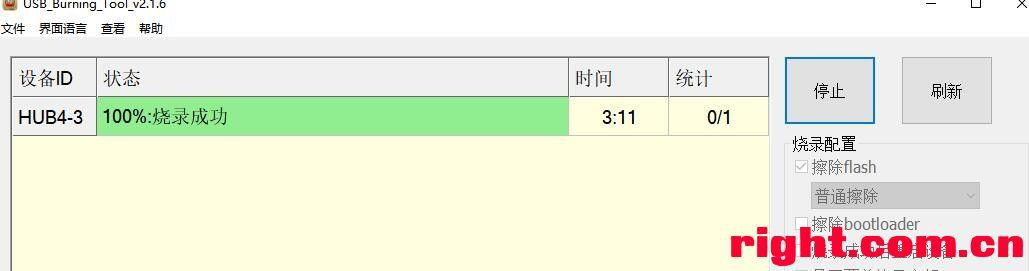 USB_Burning_Tool_v2.1.6
文件 界面语言 查看 帮助
设备ID 状态 时间 统计
HUB4-3 100%:烧录成功 3:11 0/1
停止 刷新
烧录配置
擦除flash
普通擦除
擦除bootloader
right.com.cn